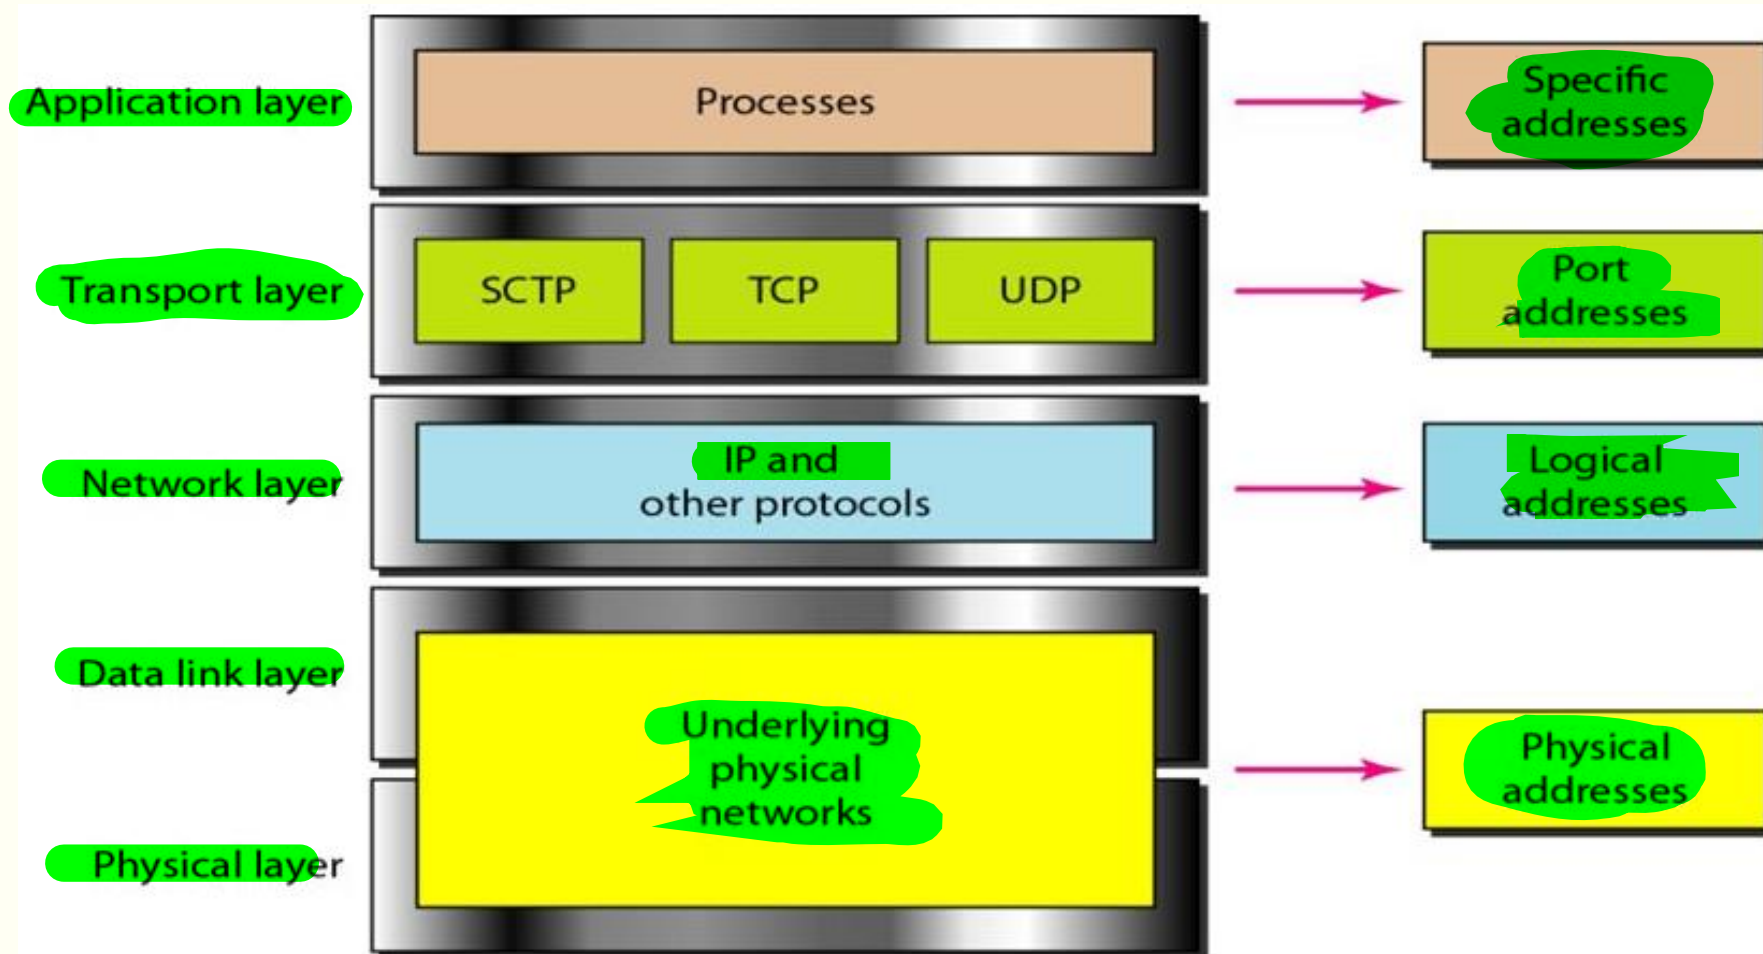 Application layer
Processes
Specific
addresses
Transport layer
SCTP
TCP
UDP
Port
addresses
Network layer
IP and
other protocols
Logical
addresses
Data link layer
Underlying
physical
networks
Physical
addresses
Physical layer